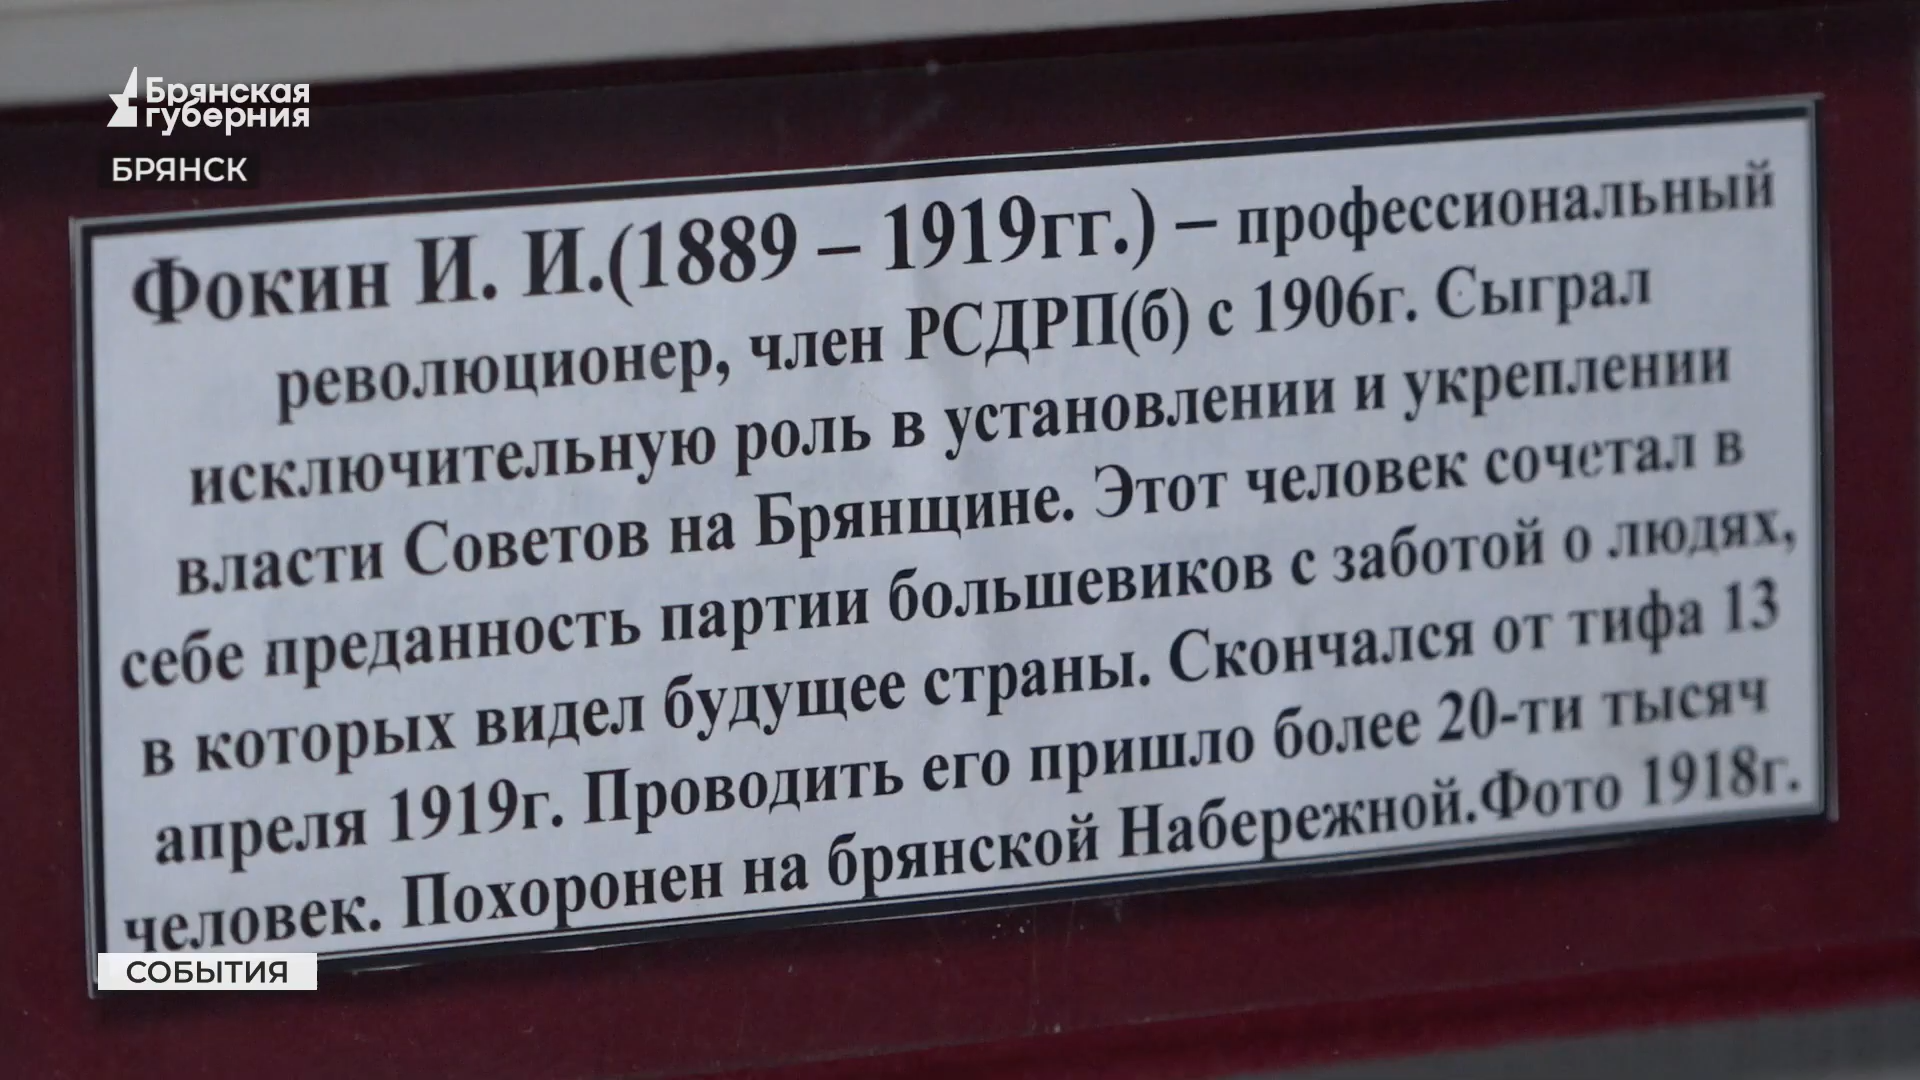 Брянская
губерния
БРЯНСК
Фокин И. И.(1889 – 1919гг.) – профессиональный
революционер, член РСДРП(б) с 1906г. Сыграл
исключительную роль в установлении и укреплении
власти Советов на Брянщине. Этот человек сочетал в
себе преданность партии большевиков с заботой о людях,
в которых видел будущее страны. Скончался от тифа 13
апреля 1919г. Проводить его пришло более 20-ти тысяч
человек. Похоронен на брянской Набережной.Фото 1918г.
СОБЫТИЯ